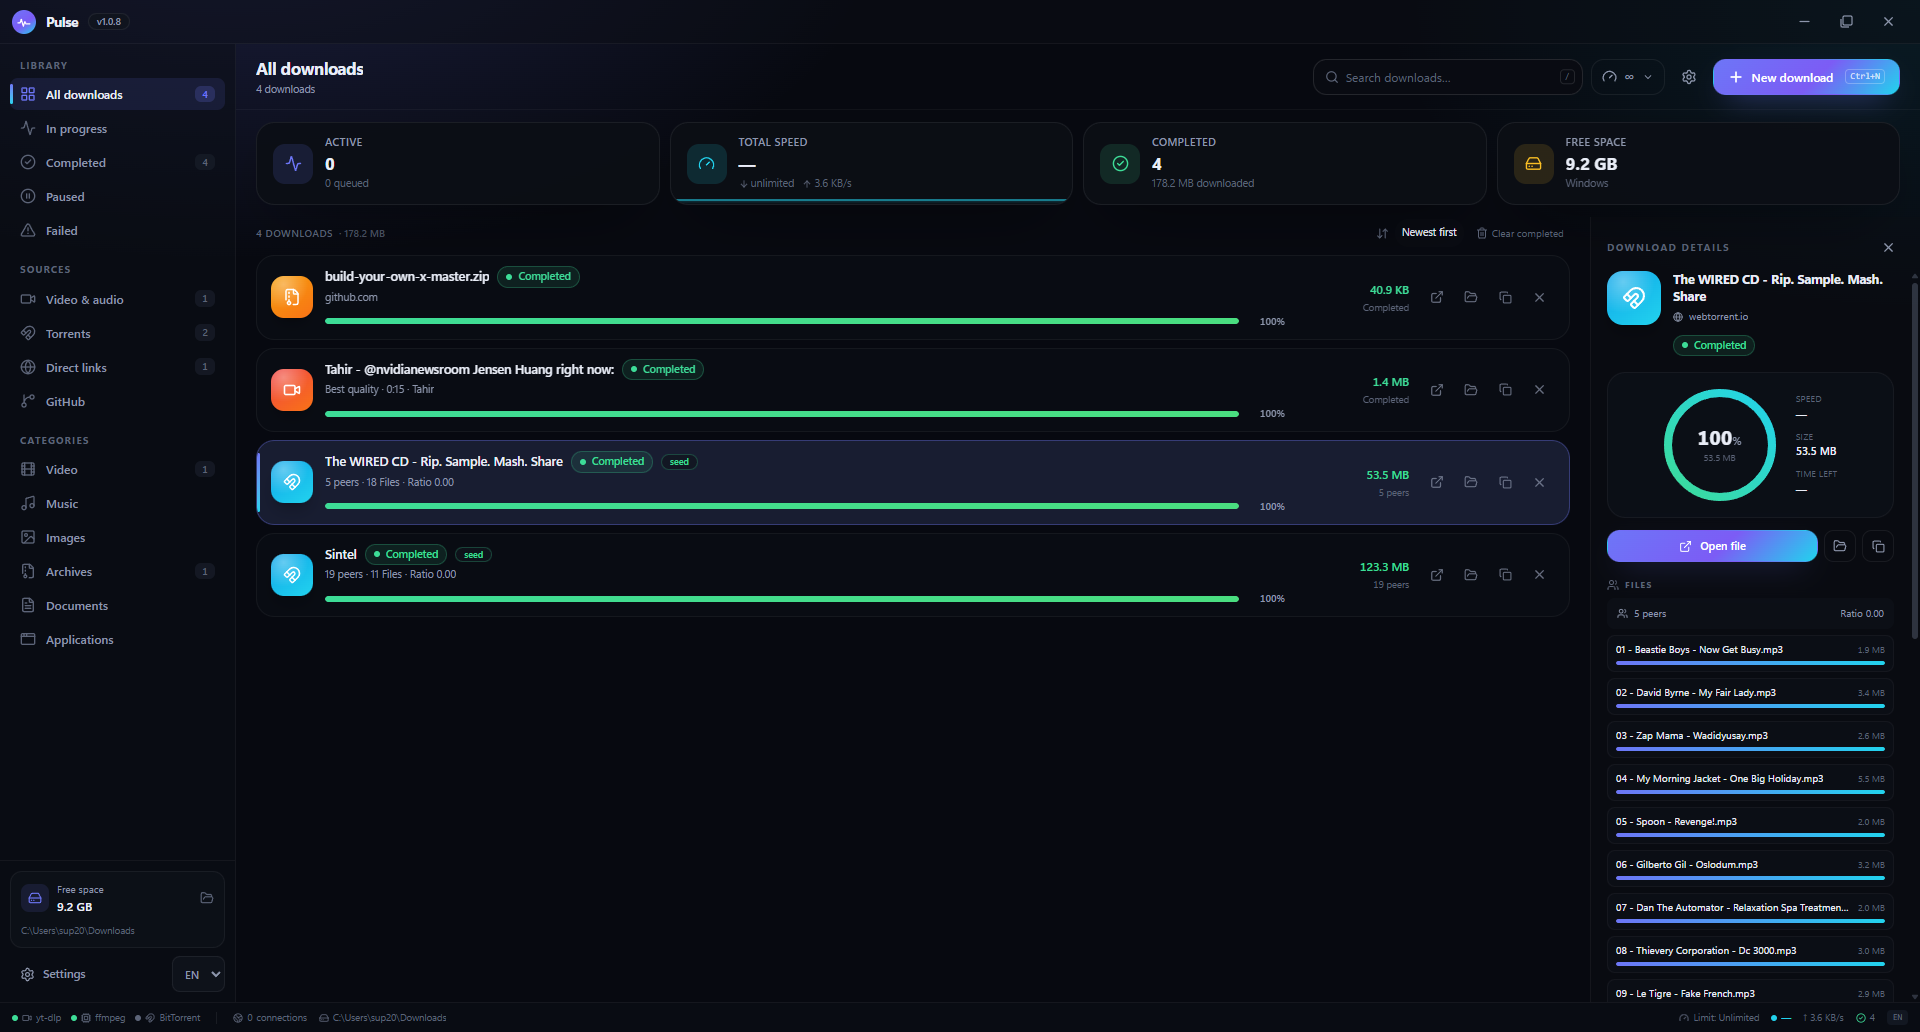 Pulse v1.0.8
LIBRARY
All downloads 4
In progress
Completed 4
Paused
Failed
SOURCES
Video & audio 1
Torrents 2
Direct links 1
GitHub
CATEGORIES
Video 1
Music
Images
Archives 1
Documents
Applications
Free space
9.2 GB
C:\Users\sup20\Downloads
Settings
EN
All downloads
4 downloads
Search downloads... /
∞
New download Ctrl+N
ACTIVE
0
0 queued
TOTAL SPEED
—
↓ unlimited ↑ 3.6 KB/s
COMPLETED
4
178.2 MB downloaded
FREE SPACE
9.2 GB
Windows
4 DOWNLOADS · 178.2 MB
Newest first
Clear completed
build-your-own-x-master.zip Completed
github.com
100%
40.9 KB
Completed
Tahir - @nvidianewsroom Jensen Huang right now: Completed
Best quality · 0:15 · Tahir
100%
1.4 MB
Completed
The WIRED CD - Rip. Sample. Mash. Share Completed seed
5 peers · 18 Files · Ratio 0.00
100%
53.5 MB
5 peers
Sintel Completed seed
19 peers · 11 Files · Ratio 0.00
100%
123.3 MB
19 peers
DOWNLOAD DETAILS
The WIRED CD - Rip. Sample. Mash.
Share
webtorrent.io
Completed
100%
53.5 MB
SPEED
—
SIZE
53.5 MB
TIME LEFT
—
Open file
FILES
5 peers Ratio 0.00
01 - Beastie Boys - Now Get Busy.mp3 1.9 MB
02 - David Byrne - My Fair Lady.mp3 3.4 MB
03 - Zap Mama - Wadidyusay.mp3 2.6 MB
04 - My Morning Jacket - One Big Holiday.mp3 5.5 MB
05 - Spoon - Revenge!.mp3 2.0 MB
06 - Gilberto Gil - Oslodum.mp3 3.2 MB
07 - Dan The Automator - Relaxation Spa Treatmen... 2.0 MB
08 - Thievery Corporation - Dc 3000.mp3 3.0 MB
09 - Le Tigre - Fake French.mp3 2.9 MB
yt-dlp ffmpeg BitTorrent 0 connections C:\Users\sup20\Downloads
Limit: Unlimited — ↑ 3.6 KB/s 4 EN